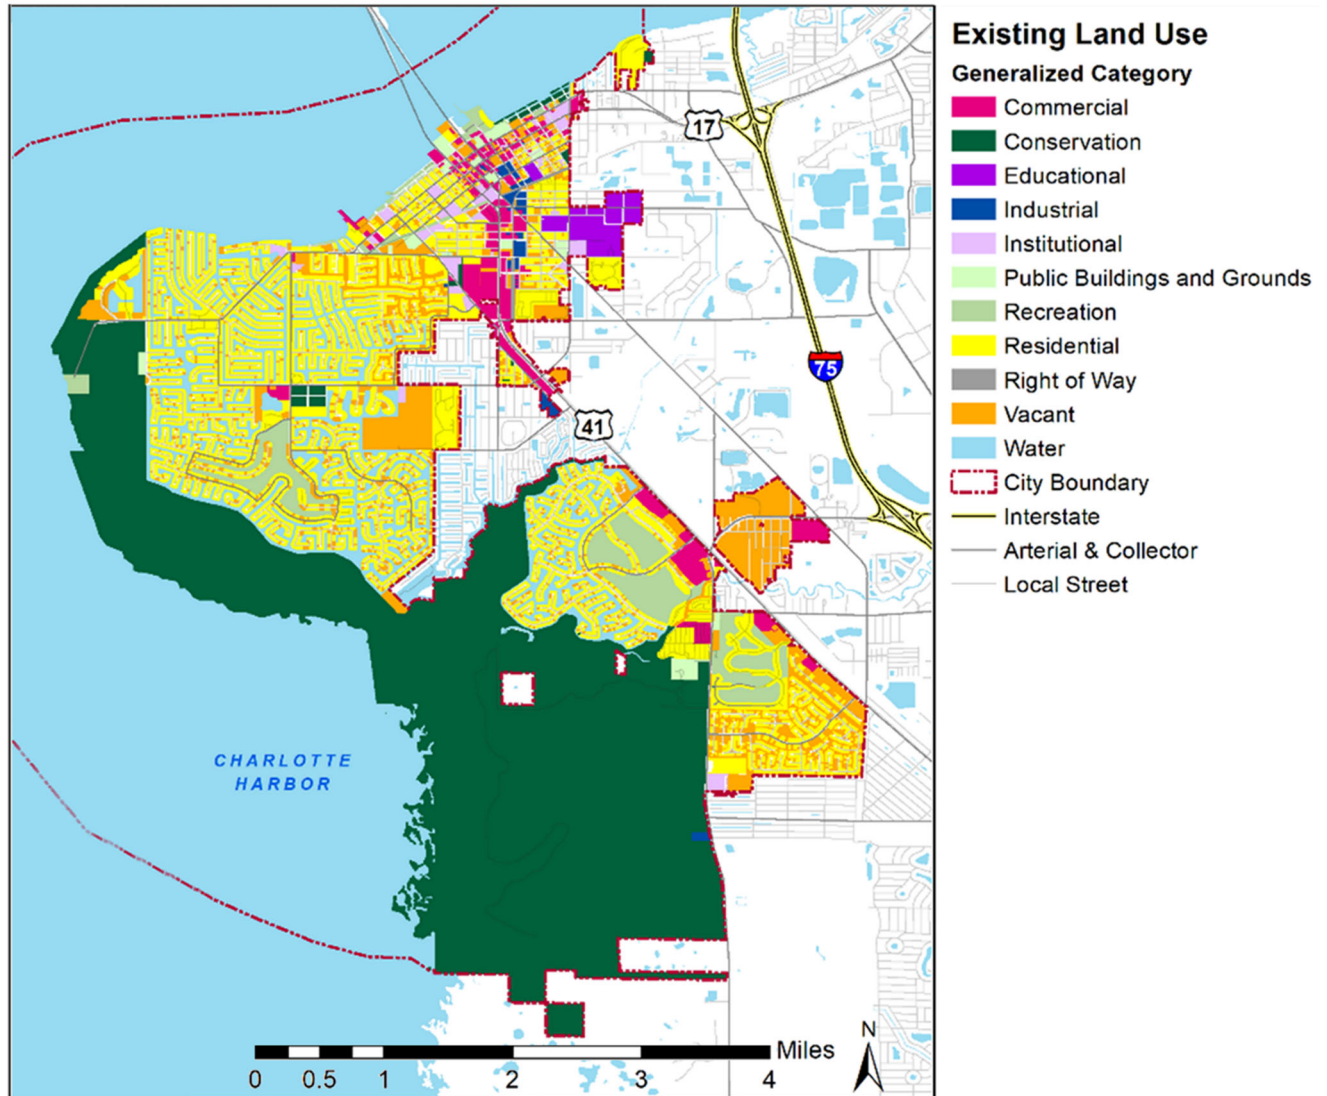 17
75
41
CHARLOTTE
HARBOR
N
Miles
0 0.5 1 2 3 4
Existing Land Use
Generalized Category
Commercial
Conservation
Educational
Industrial
Institutional
Public Buildings and Grounds
Recreation
Residential
Right of Way
Vacant
Water
City Boundary
Interstate
Arterial & Collector
Local Street